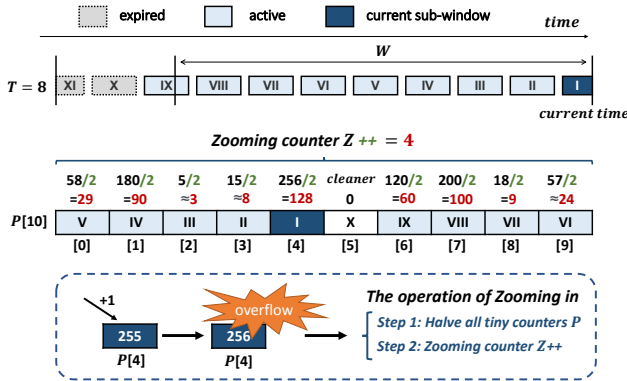 expired active current sub-window time
W
T = 8 XI X IX VIII VII VI V IV III II I
current time
Zooming counter Z ++ = 4
58/2 180/2 5/2 15/2 256/2 cleaner 120/2 200/2 18/2 57/2
=29 =90 ≈3 ≈8 =128 0 =60 =100 =9 ≈24
P[10] V IV III II I X IX VIII VII VI
[0] [1] [2] [3] [4] [5] [6] [7] [8] [9]
+1 overflow The operation of Zooming in
Step 1: Halve all tiny counters P
255 256
Step 2: Zooming counter Z++
P[4] P[4]